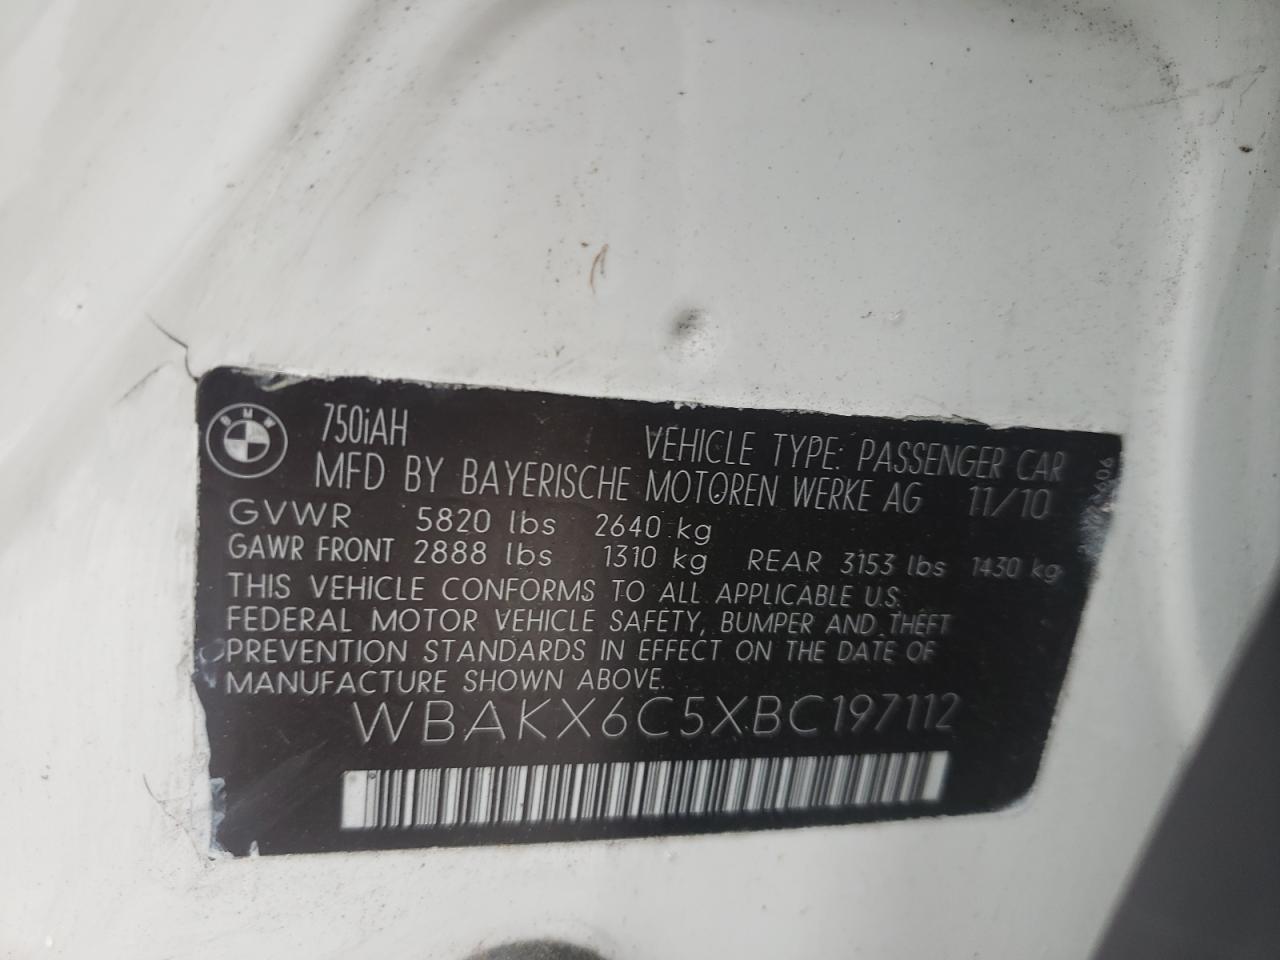 BMW
750iAH
VEHICLE TYPE: PASSENGER CAR
MFD BY BAYERISCHE MOTOREN WERKE AG 11/10
GVWR 5820 lbs 2640 kg
GAWR FRONT 2888 lbs 1310 kg REAR 3153 lbs 1430 kg
THIS VEHICLE CONFORMS TO ALL APPLICABLE U.S.
FEDERAL MOTOR VEHICLE SAFETY, BUMPER AND THEFT
PREVENTION STANDARDS IN EFFECT ON THE DATE OF
MANUFACTURE SHOWN ABOVE.
WBAKX6C5XBC197112